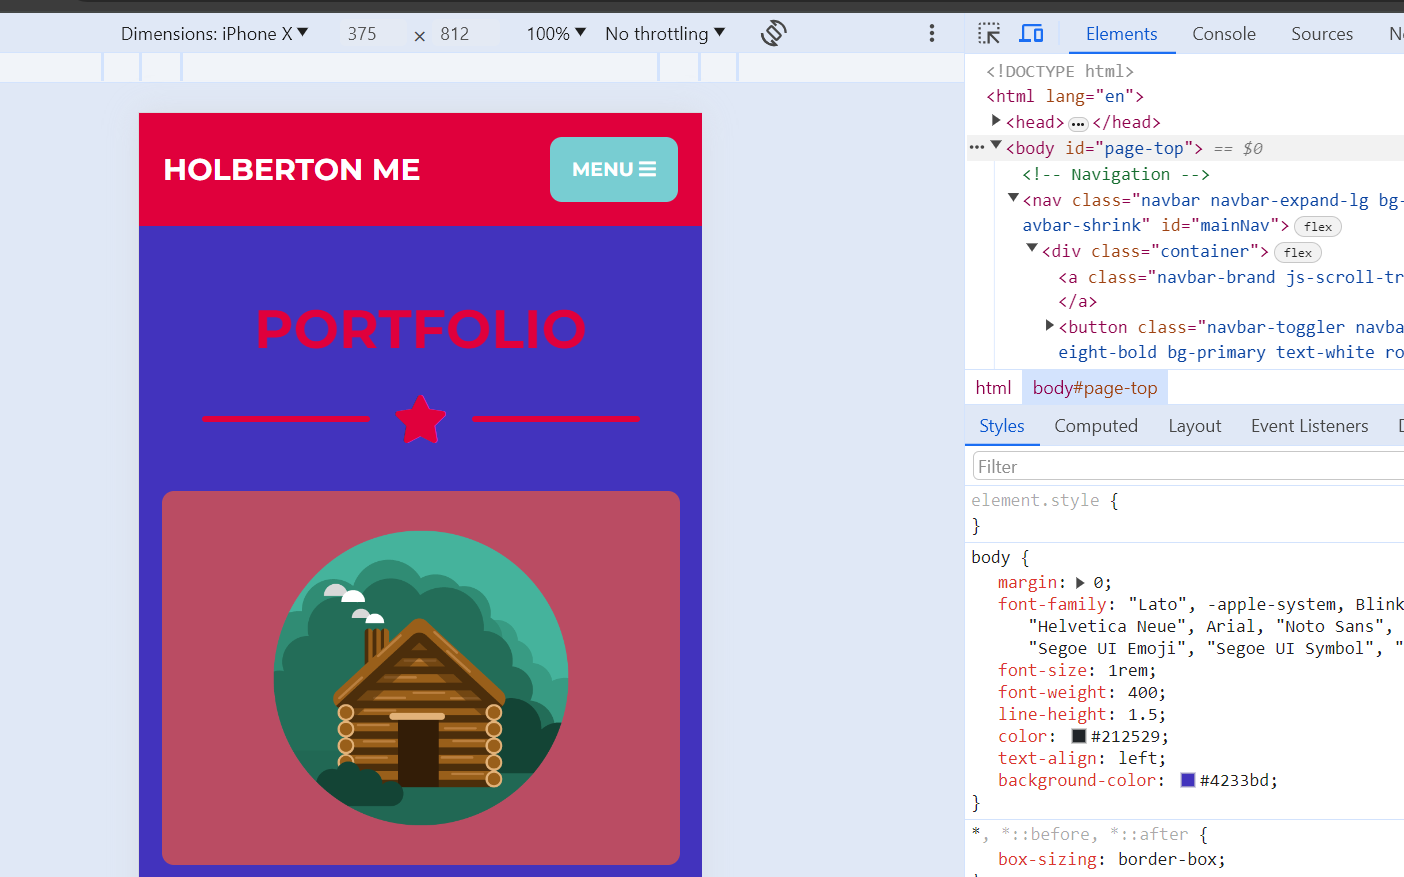 Dimensions: iPhone X ▼ 375 × 812 100% ▼ No throttling ▼
Elements Console Sources
HOLBERTON ME
MENU
PORTFOLIO
<!DOCTYPE html>
<html lang="en">
<head> ••• </head>
••• <body id="page-top"> == $0
<!-- Navigation -->
<nav class="navbar navbar-expand-lg bg-
avbar-shrink" id="mainNav"> flex
<div class="container"> flex
<a class="navbar-brand js-scroll-tr
</a>
<button class="navbar-toggler navba
eight-bold bg-primary text-white ro
html body#page-top
Styles Computed Layout Event Listeners
Filter
element.style {
}
body {
margin: ▶ 0;
font-family: "Lato", -apple-system, Blink
"Helvetica Neue", Arial, "Noto Sans",
"Segoe UI Emoji", "Segoe UI Symbol", "
font-size: 1rem;
font-weight: 400;
line-height: 1.5;
color: #212529;
text-align: left;
background-color: #4233bd;
}
*, *::before, *::after {
box-sizing: border-box;